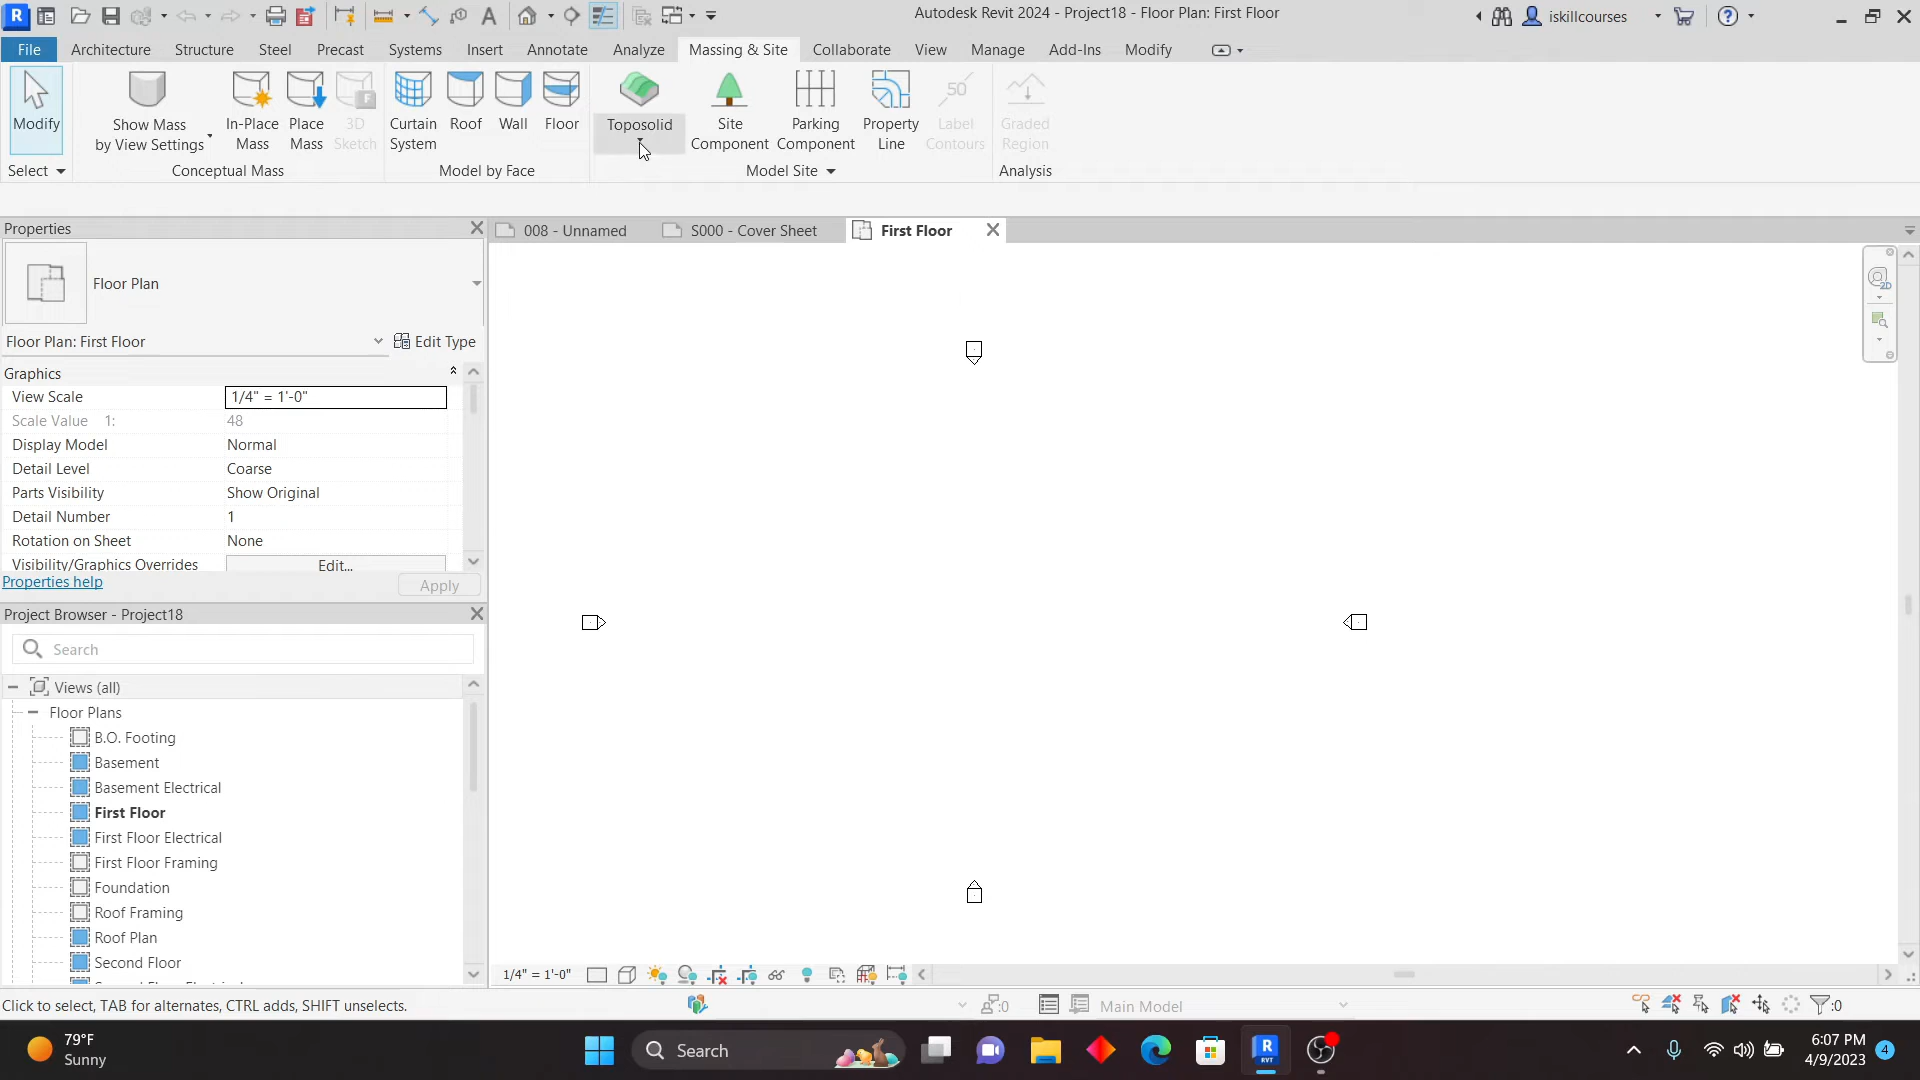 Autodesk Revit 2024 - Project18 - Floor Plan: First Floor
iskillcourses
File Architecture Structure Steel Precast Systems Insert Annotate Analyze Massing & Site Collaborate View Manage Add-Ins Modify
Modify
Show Mass
by View Settings
In-Place
Mass
Place
Mass
3D
Sketch
Curtain
System
Roof
Wall
Floor
Toposolid
Site
Component
Parking
Component
Property
Line
50
Label
Contours
Graded
Region
Select
Conceptual Mass
Model by Face
Model Site
Analysis
Properties
008 - Unnamed
S000 - Cover Sheet
First Floor
Floor Plan
Floor Plan: First Floor
Edit Type
Graphics
View Scale 1/4" = 1'-0"
Scale Value 1: 48
Display Model Normal
Detail Level Coarse
Parts Visibility Show Original
Detail Number 1
Rotation on Sheet None
Visibility/Graphics Overrides Edit...
Properties help
Apply
Project Browser - Project18
Search
Views (all)
Floor Plans
B.O. Footing
Basement
Basement Electrical
First Floor
First Floor Electrical
First Floor Framing
Foundation
Roof Framing
Roof Plan
Second Floor
2D
1/4" = 1'-0"
Click to select, TAB for alternates, CTRL adds, SHIFT unselects.
:0
Main Model
:0
79°F
Sunny
Search
R
RVT
6:07 PM
4/9/2023
4